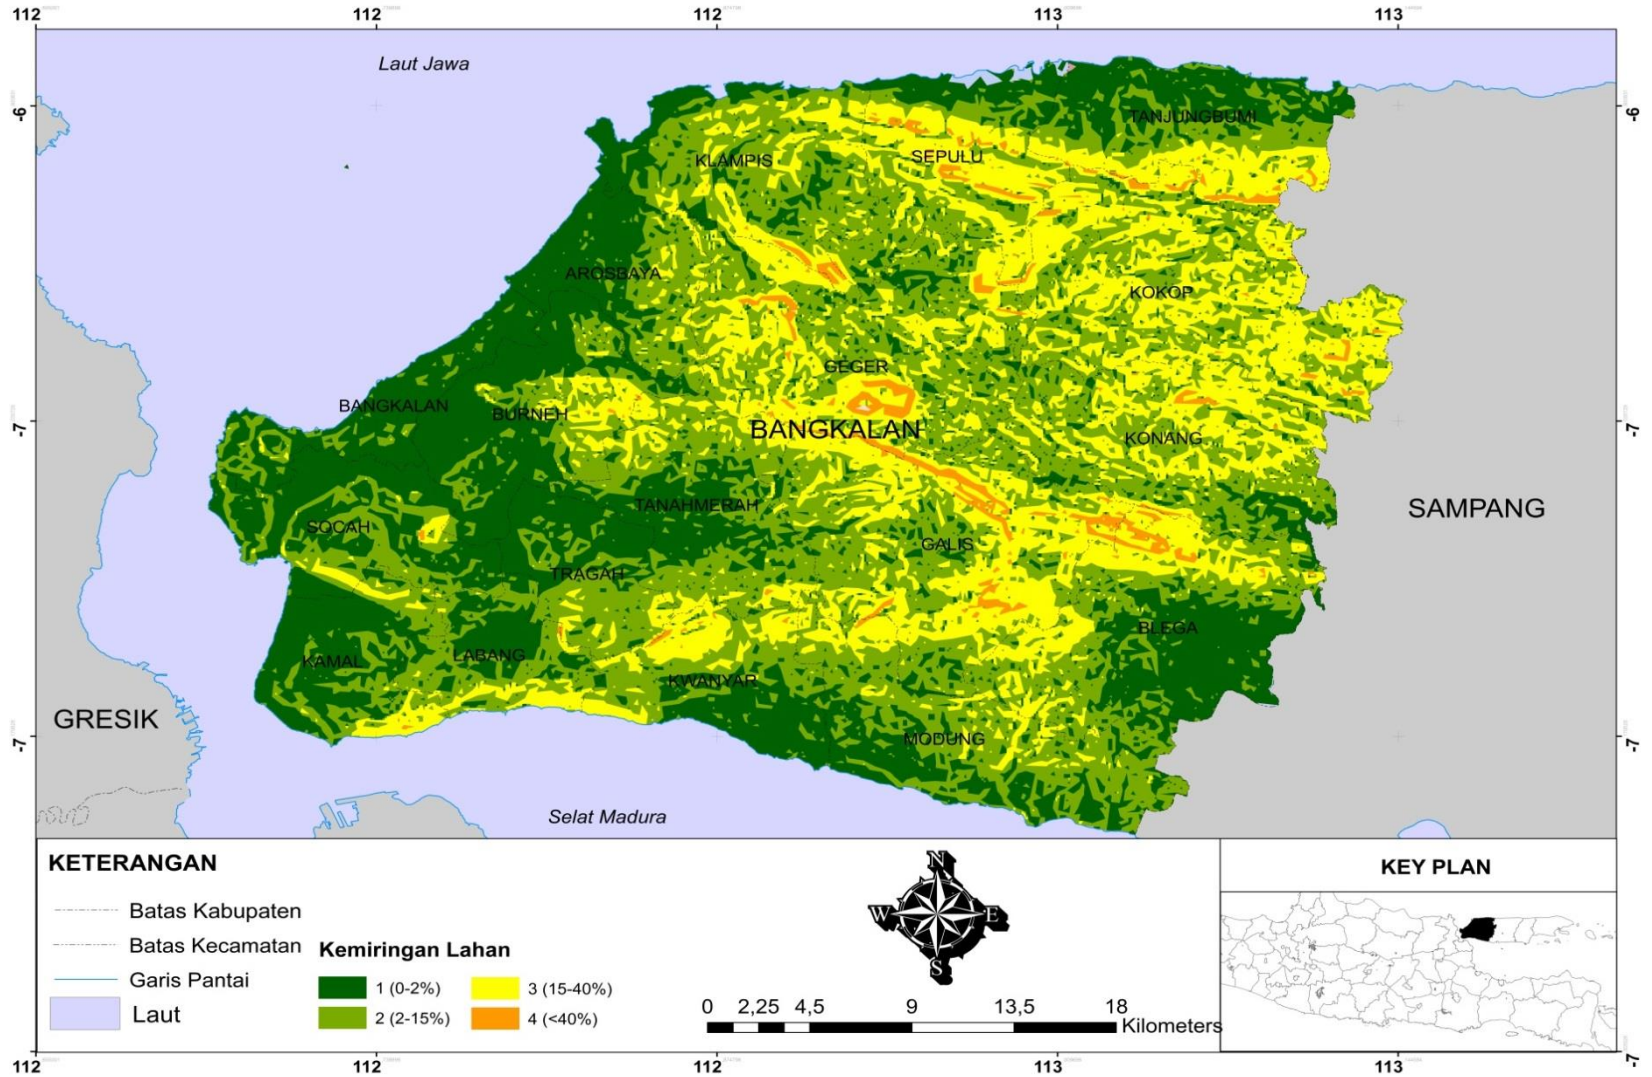 112 112 112 113 113
Laut Jawa
-6 -6
TANJUNGBUMI
SEPULU
KLAMPIS
AROSBAYA
KOKOP
GEGER
BANGKALAN
BURNEH
BANGKALAN
-7 -7
KONANG
TANAHMERAH
SAMPANG
SOCAH
GALIS
TRAGAH
BLEGA
LABANG
KAMAL
KWANYAR
GRESIK
-7 -7
MODUNG
Selat Madura
KETERANGAN
Batas Kabupaten
Batas Kecamatan
Garis Pantai
Laut
Kemiringan Lahan
1 (0-2%)
2 (2-15%)
3 (15-40%)
4 (<40%)
N
W E
S
0 2,25 4,5 9 13,5 18
Kilometers
KEY PLAN
-7 -7
112 112 112 113 113